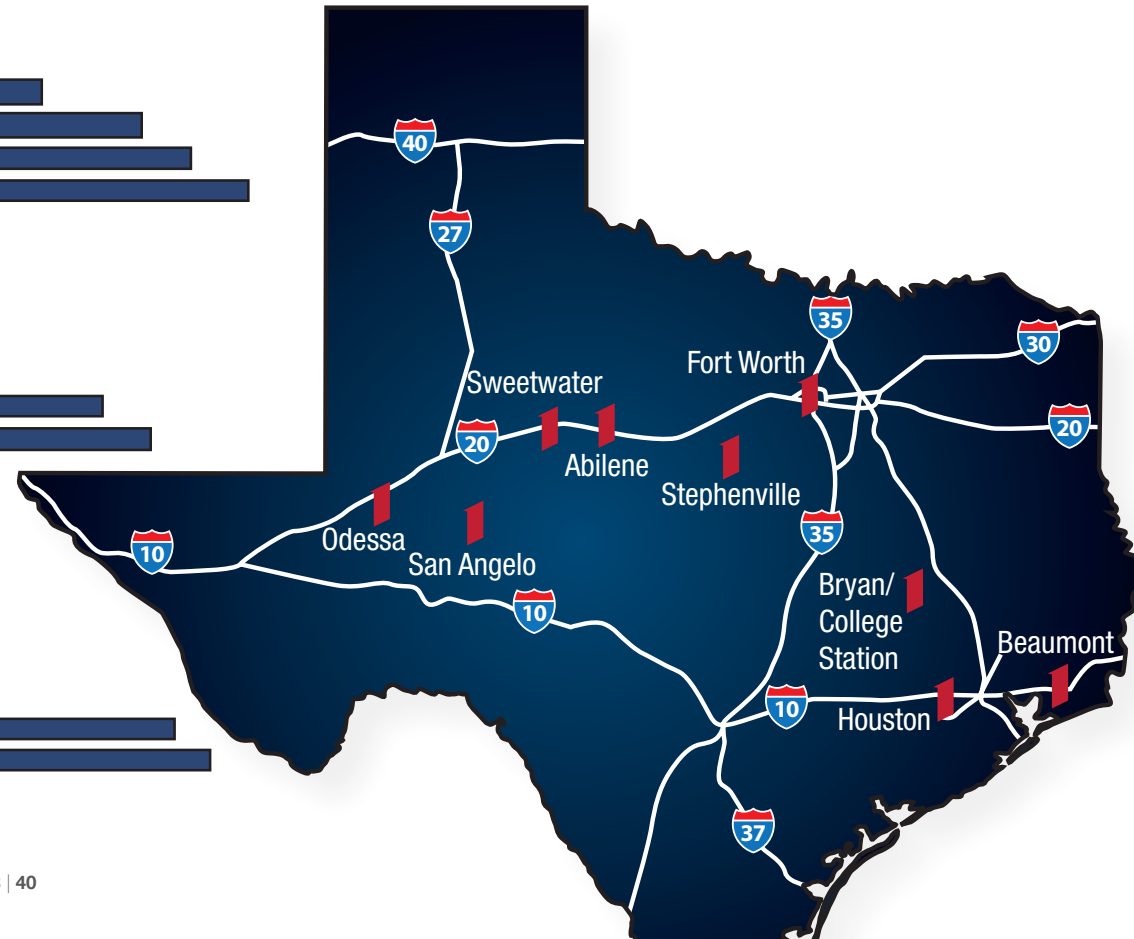 40
27
35
30
Fort Worth
Sweetwater
20
20
Abilene
Stephenville
Odessa
San Angelo
35
10
10
Bryan/
College
Station
Beaumont
10
Houston
37
| 40